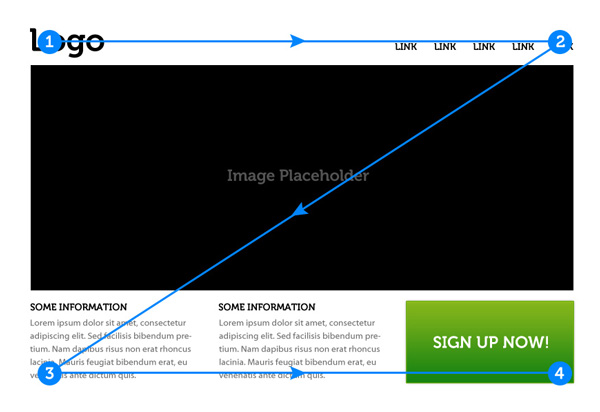 Logo
1
2
LINK LINK LINK LINK
Image Placeholder
SOME INFORMATION
Lorem ipsum dolor sit amet, consectetur
adipiscing elit. Sed facilisis bibendum pre-
tium. Nam dapibus risus non erat rhoncus
lacinia. Mauris feugiat bibendum erat, eu
venenatis ante dictum quis.
SOME INFORMATION
Lorem ipsum dolor sit amet, consectetur
adipiscing elit. Sed facilisis bibendum pre-
tium. Nam dapibus risus non erat rhoncus
lacinia. Mauris feugiat bibendum erat, eu
venenatis ante dictum quis.
SIGN UP NOW!
3
4